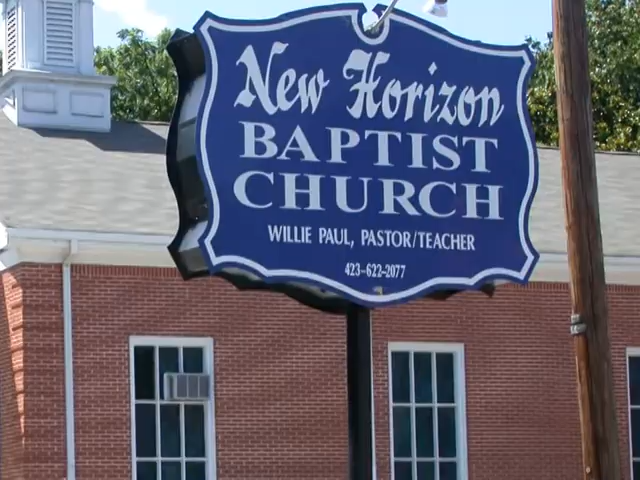 New Horizon
BAPTIST
CHURCH
WILLIE PAUL, PASTOR/TEACHER
423-622-2077